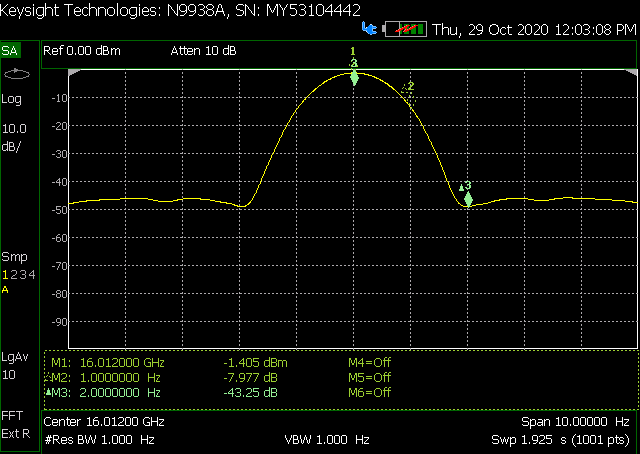 Keysight Technologies: N9938A, SN: MY53104442
Thu, 29 Oct 2020 12:03:08 PM
SA Ref 0.00 dBm Atten 10 dB
1
3
2
3
Log
10.0
dB/
-10
-20
-30
-40
-50
-60
-70
-80
-90
Smp
1234
A
LgAv
10
FFT
Ext R
M1: 16.012000 GHz -1.405 dBm M4=Off
M2: 1.0000000 Hz -7.977 dB M5=Off
M3: 2.0000000 Hz -43.25 dB M6=Off
Center 16.01200 GHz Span 10.00000 Hz
#Res BW 1.000 Hz VBW 1.000 Hz Swp 1.925 s (1001 pts)